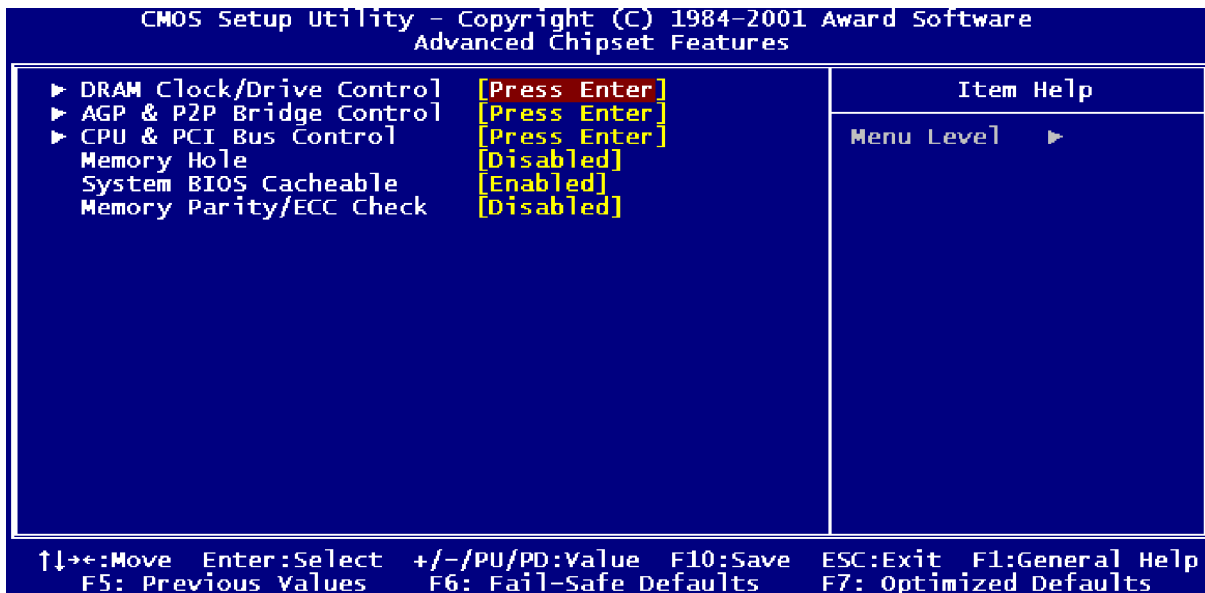 CMOS Setup Utility – Copyright (C) 1984–2001 Award Software
Advanced Chipset Features
► DRAM Clock/Drive Control [Press Enter]
► AGP & P2P Bridge Control [Press Enter]
► CPU & PCI Bus Control [Press Enter]
Memory Hole [Disabled]
System BIOS Cacheable [Enabled]
Memory Parity/ECC Check [Disabled]
Item Help
Menu Level ►
↑↓→←:Move Enter:Select +/-/PU/PD:Value F10:Save ESC:Exit F1:General Help
F5: Previous Values F6: Fail-Safe Defaults F7: Optimized Defaults